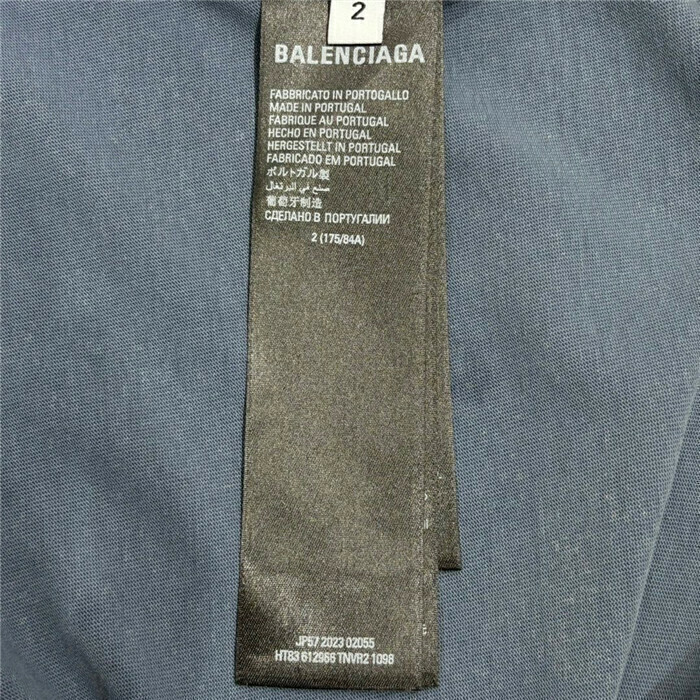 2
BALENCIAGA
FABBRICATO IN PORTOGALLO
MADE IN PORTUGAL
FABRIQUE AU PORTUGAL
HECHO EN PORTUGAL
HERGESTELLT IN PORTUGAL
FABRICADO EM PORTUGAL
ポルトガル製
صنع في البرتغال
葡萄牙制造
СДЕЛАНО В ПОРТУГАЛИИ
2 (175/84A)
JP57 2023 02055
HT83 612966 TNVR2 1098